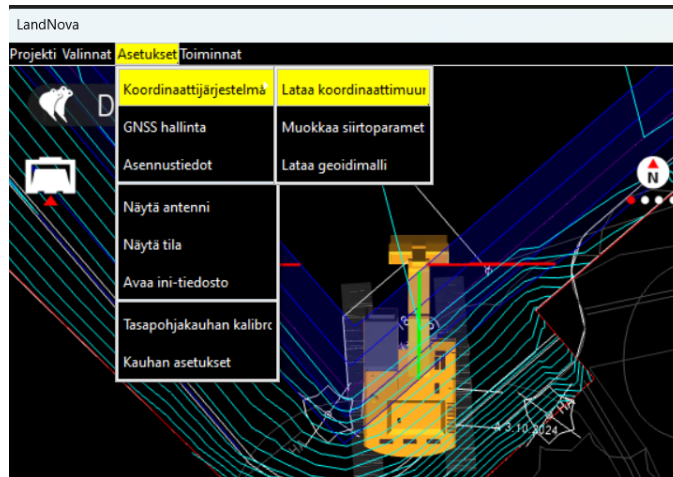 LandNova
Projekti Valinnat Asetukset Toiminnat
Koordinaattijärjestelmä Lataa koordinaattimuur
D
GNSS hallinta Muokkaa siirtoparamet
Asennustiedot Lataa geoidimalli
N
Näytä antenni
Näytä tila
Avaa ini-tiedosto
Tasapohjakauhan kalibro
Kauhan asetukset
A 3.10.2024